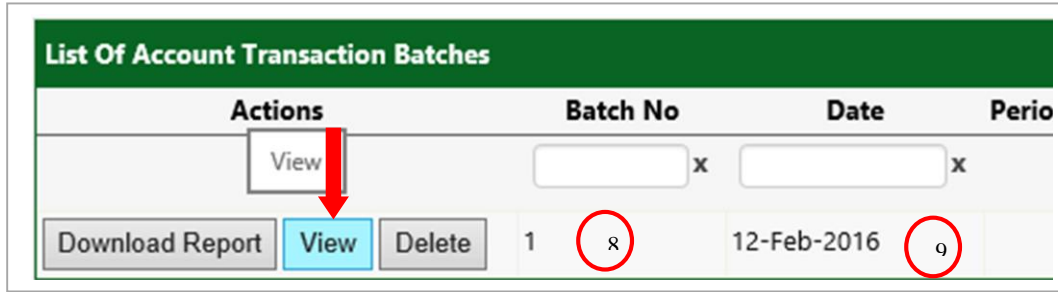 List Of Account Transaction Batches
Actions Batch No Date Perio
View x x
Download Report View Delete 1 8 12-Feb-2016 9